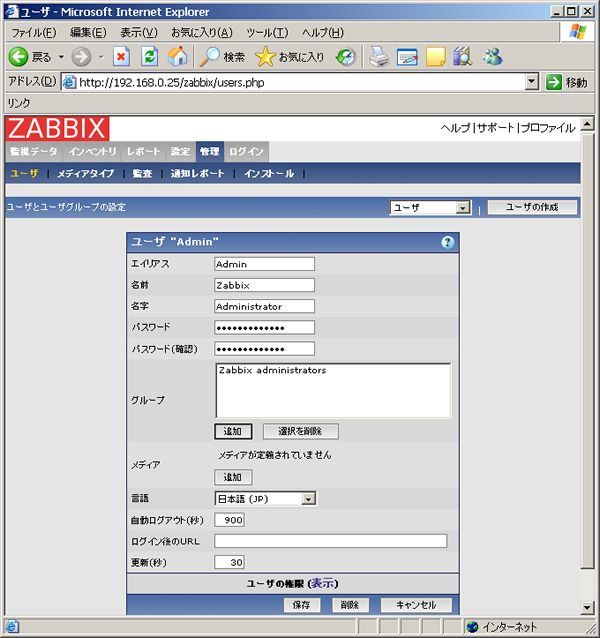 ユーザ - Microsoft Internet Explorer
ファイル(F) 編集(E) 表示(V) お気に入り(A) ツール(T) ヘルプ(H)
戻る 検索 お気に入り
アドレス(D) http://192.168.0.25/zabbix/users.php 移動
リンク
ZABBIX ヘルプ|サポート|プロファイル
監視データ インベントリ レポート 設定 管理 ログイン
ユーザ | メディアタイプ | 監査 | 通知レポート | インストール |
ユーザとユーザグループの設定 ユーザ | ユーザの作成
ユーザ "Admin" ?
エイリアス Admin
名前 Zabbix
名字 Administrator
パスワード •••••••••••••
パスワード(確認) •••••••••••••
グループ Zabbix administrators
追加 選択を削除
メディア メディアが定義されていません
追加
言語 日本語 (JP)
自動ログアウト(秒) 900
ログイン後のURL
更新(秒) 30
ユーザの権限 (表示)
保存 削除 キャンセル
インターネット